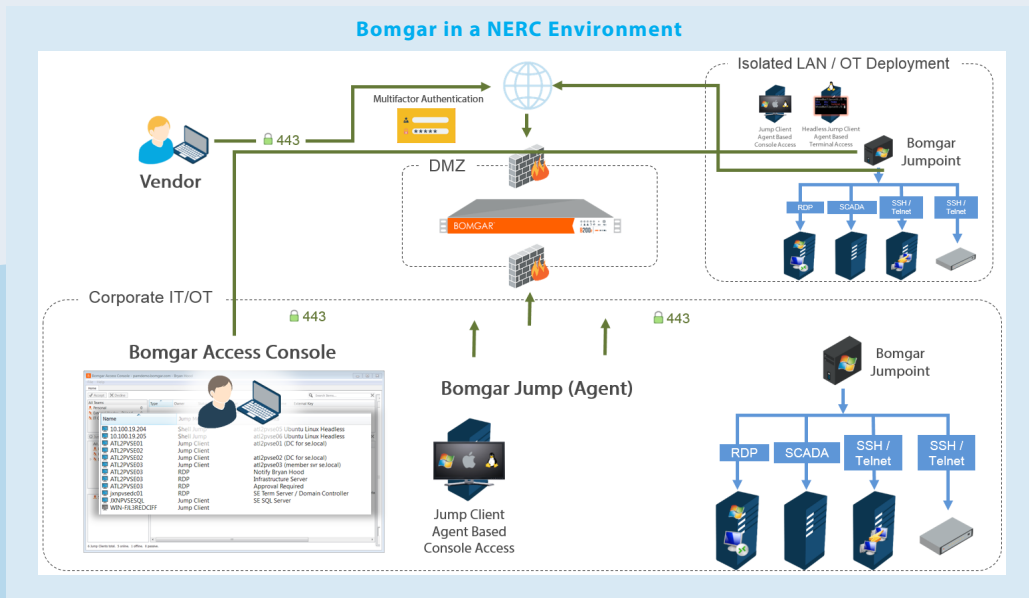 Bomgar in a NERC Environment
Isolated LAN / OT Deployment
Multifactor Authentication
*****
Jump Client
Agent Based
Console Access
Headless Jump Client
Agent Based
Terminal Access
Bomgar
Jumpoint
443
Vendor
DMZ
BOMGAR
RDP
SCADA
SSH /
Telnet
SSH /
Telnet
Corporate IT/OT
443
443
Bomgar Access Console
Bomgar Jump (Agent)
Bomgar
Jumpoint
Name
10.100.19.204 Shell Jump atl2pvse05 Ubuntu Linux Headless
10.100.19.205 Shell Jump atl2pvse06 Ubuntu Linux Headless
ATL2PVSE01 Jump Client atl2pvse01 (DC for se.local)
ATL2PVSE02 Jump Client
ATL2PVSE02 Jump Client atl2pvse02 (DC for se.local)
ATL2PVSE03 Jump Client atl2pvse03 (member svr se.local)
ATL2PVSE03 RDP Notify Bryan Hood
ATL2PVSE03 RDP Infrastructure Server
ATL2PVSE03 RDP Approval Required
jxnpvsedc01 RDP SE Term Server / Domain Controller
JXNPVSESQL Jump Client SE SQL Server
WIN-FJL3REDCIFF Jump Client
Jump Client
Agent Based
Console Access
RDP
SCADA
SSH /
Telnet
SSH /
Telnet